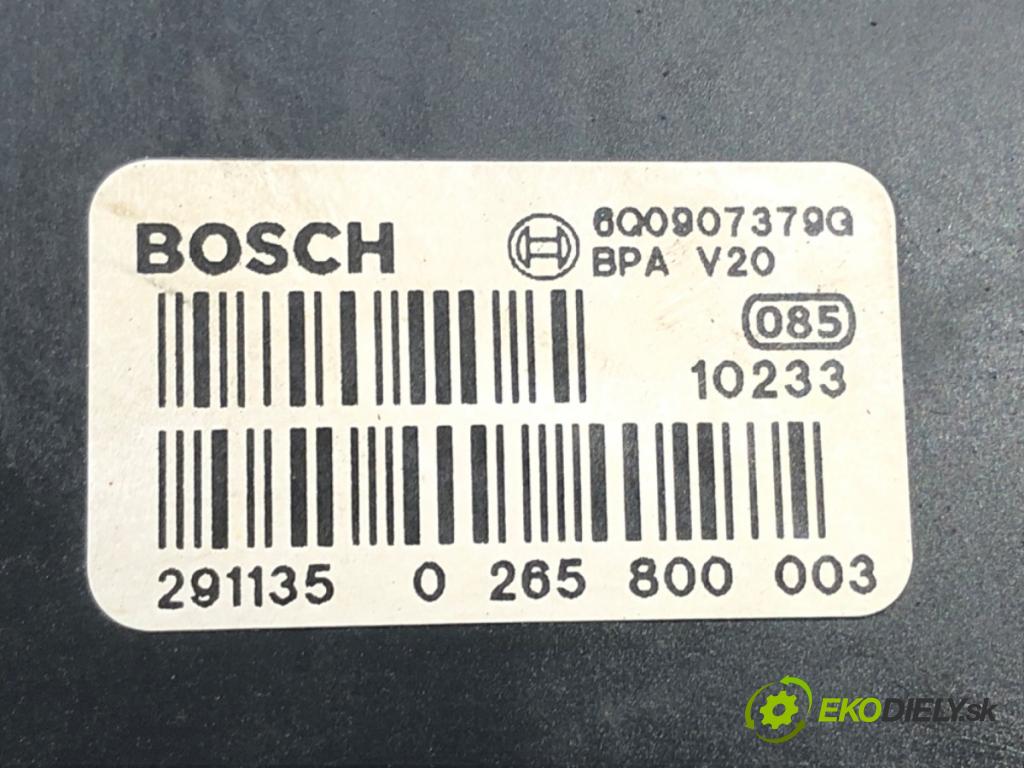 BOSCH
6Q0907379G
BPA V20
085
10233
291135 0 265 800 003
EKODIELY.sk